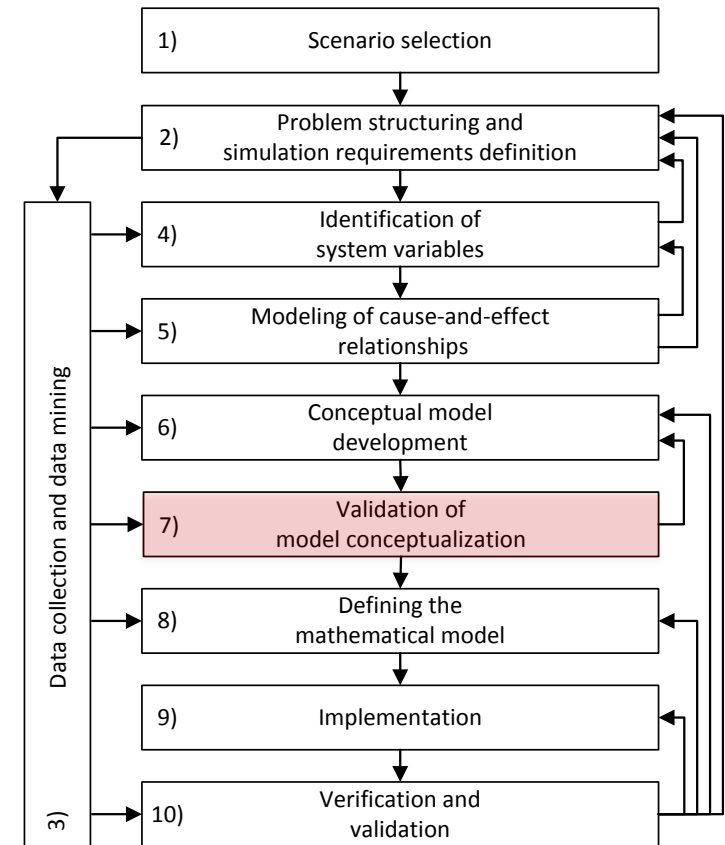 1) Scenario selection
2) Problem structuring and
simulation requirements definition
3) Data collection and data mining
4) Identification of
system variables
5) Modeling of cause-and-effect
relationships
6) Conceptual model
development
7) Validation of
model conceptualization
8) Defining the
mathematical model
9) Implementation
10) Verification and
validation